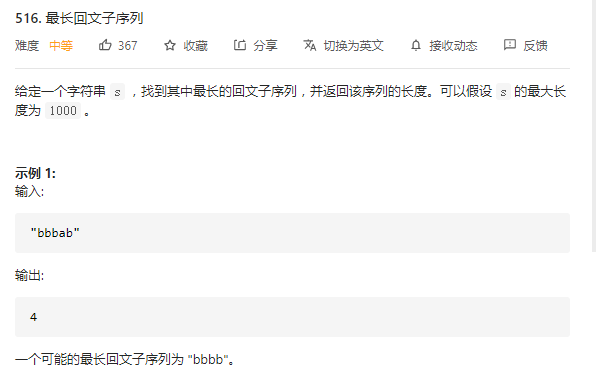 516. 最长回文子序列
难度 中等 367 收藏 分享 切换为英文 接收动态 反馈
给定一个字符串 s ，找到其中最长的回文子序列，并返回该序列的长度。可以假设 s 的最大长
度为 1000 。
示例 1:
输入:
"bbbab"
输出:
4
一个可能的最长回文子序列为 "bbbb"。